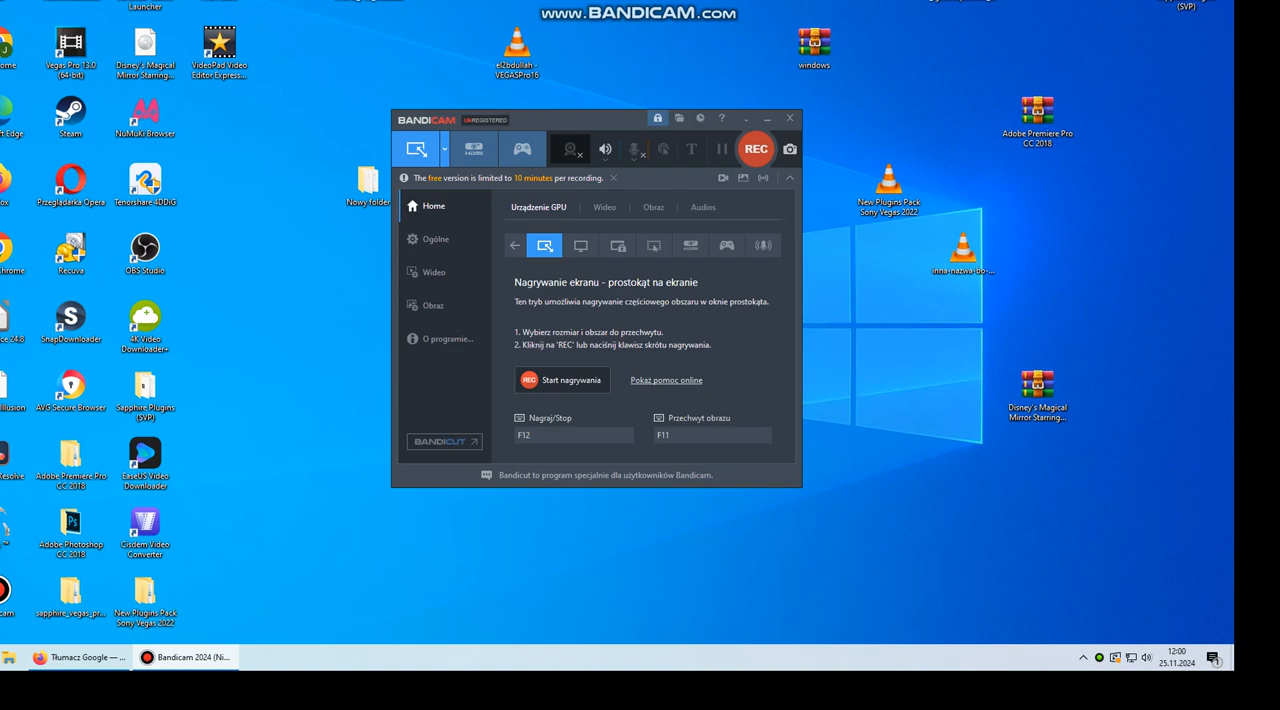 www.BANDICAM.com
Launcher
(SVP)
Vegas Pro 13.0
(64-bit)
Disney's Magical
Mirror Starring...
VideoPad Video
Editor Express...
el2bdullah -
VEGASPro16
windows
Steam
NuMuKi Browser
Adobe Premiere Pro
CC 2018
Przeglądarka Opera
Tenorshare 4DDiG
Nowy folder
New Plugins Pack
Sony Vegas 2022
Recuva
OBS Studio
inna-nazwa-bo-...
SnapDownloader
4K Video
Downloader+
AVG Secure Browser
Sapphire Plugins
(SVP)
Disney's Magical
Mirror Starring...
Adobe Premiere Pro
CC 2018
EaseUS Video
Downloader
Adobe Photoshop
CC 2018
Gisdem Video
Converter
sapphire_vegas_pr...
New Plugins Pack
Sony Vegas 2022
BANDICAM UNREGISTERED
REC
The free version is limited to 10 minutes per recording.
Home
Ogólne
Wideo
Obraz
O programie...
BANDICUT
Urządzenie GPU
Video
Obraz
Audios
Nagrywanie ekranu - prostokąt na ekranie
Ten tryb umożliwia nagrywanie częściowego obszaru w oknie prostokąta.
1. Wybierz rozmiar i obszar do przechwytu.
2. Kliknij na 'REC' lub naciśnij klawisz skrótu nagrywania.
REC Start nagrywania
Pokaż pomoc online
Nagraj/Stop
Przechwyt obrazu
F12
F11
Bandicut to program specjalnie dla użytkowników Bandicam.
Tłumacz Google — ...
Bandicam 2024 (Ni...
12:00
25.11.2024
1